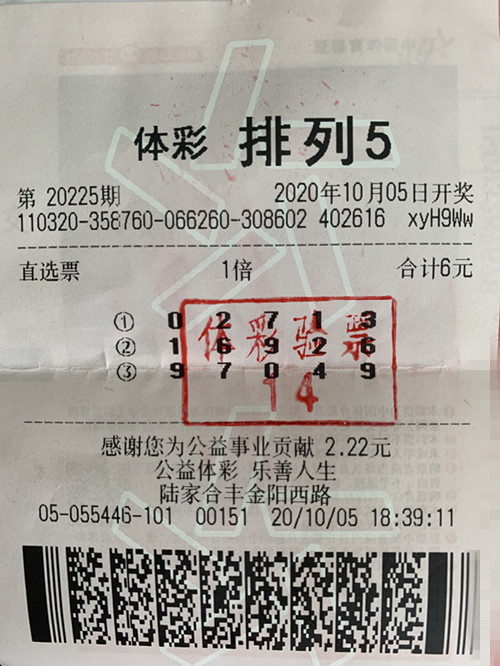 体彩 排列5
第 20225期 2020年10月05日开奖
110320-358760-066260-308602 402616 xyH9Ww
直选票 1倍 合计6元
① 0 2 7 1 3
② 1 6 9 2 6
③ 9 7 0 4 9
体彩验票
14
感谢您为公益事业贡献 2.22元
公益体彩 乐善人生
陆家合丰金阳西路
05-055446-101 00151 20/10/05 18:39:11